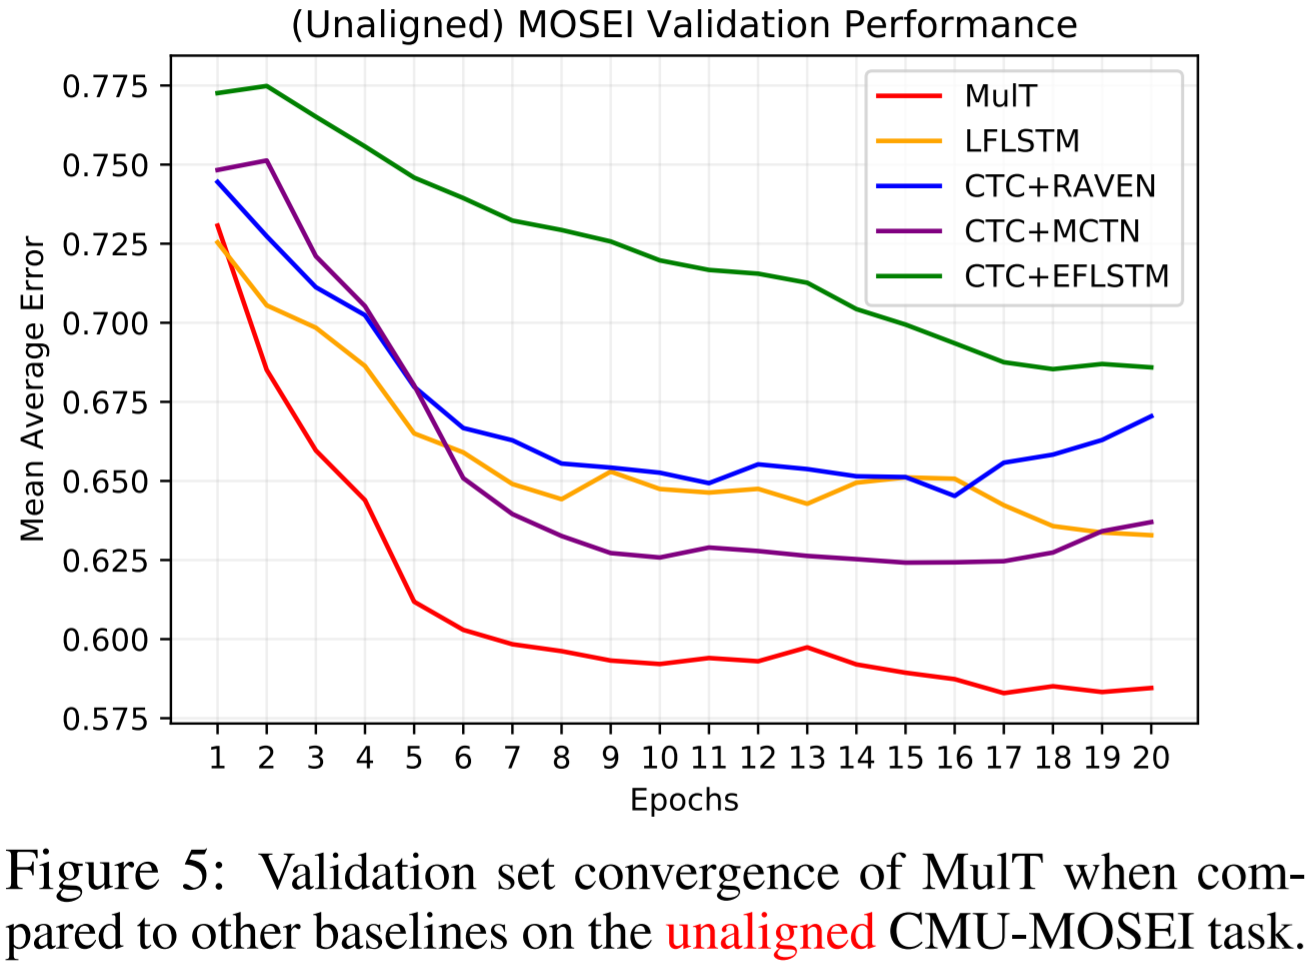 (Unaligned) MOSEI Validation Performance
0.775
0.750
0.725
0.700
0.675
0.650
0.625
0.600
0.575
Mean Average Error
MulT
LFLSTM
CTC+RAVEN
CTC+MCTN
CTC+EFLSTM
1 2 3 4 5 6 7 8 9 10 11 12 13 14 15 16 17 18 19 20
Epochs
Figure 5: Validation set convergence of MulT when com-
pared to other baselines on the unaligned CMU-MOSEI task.